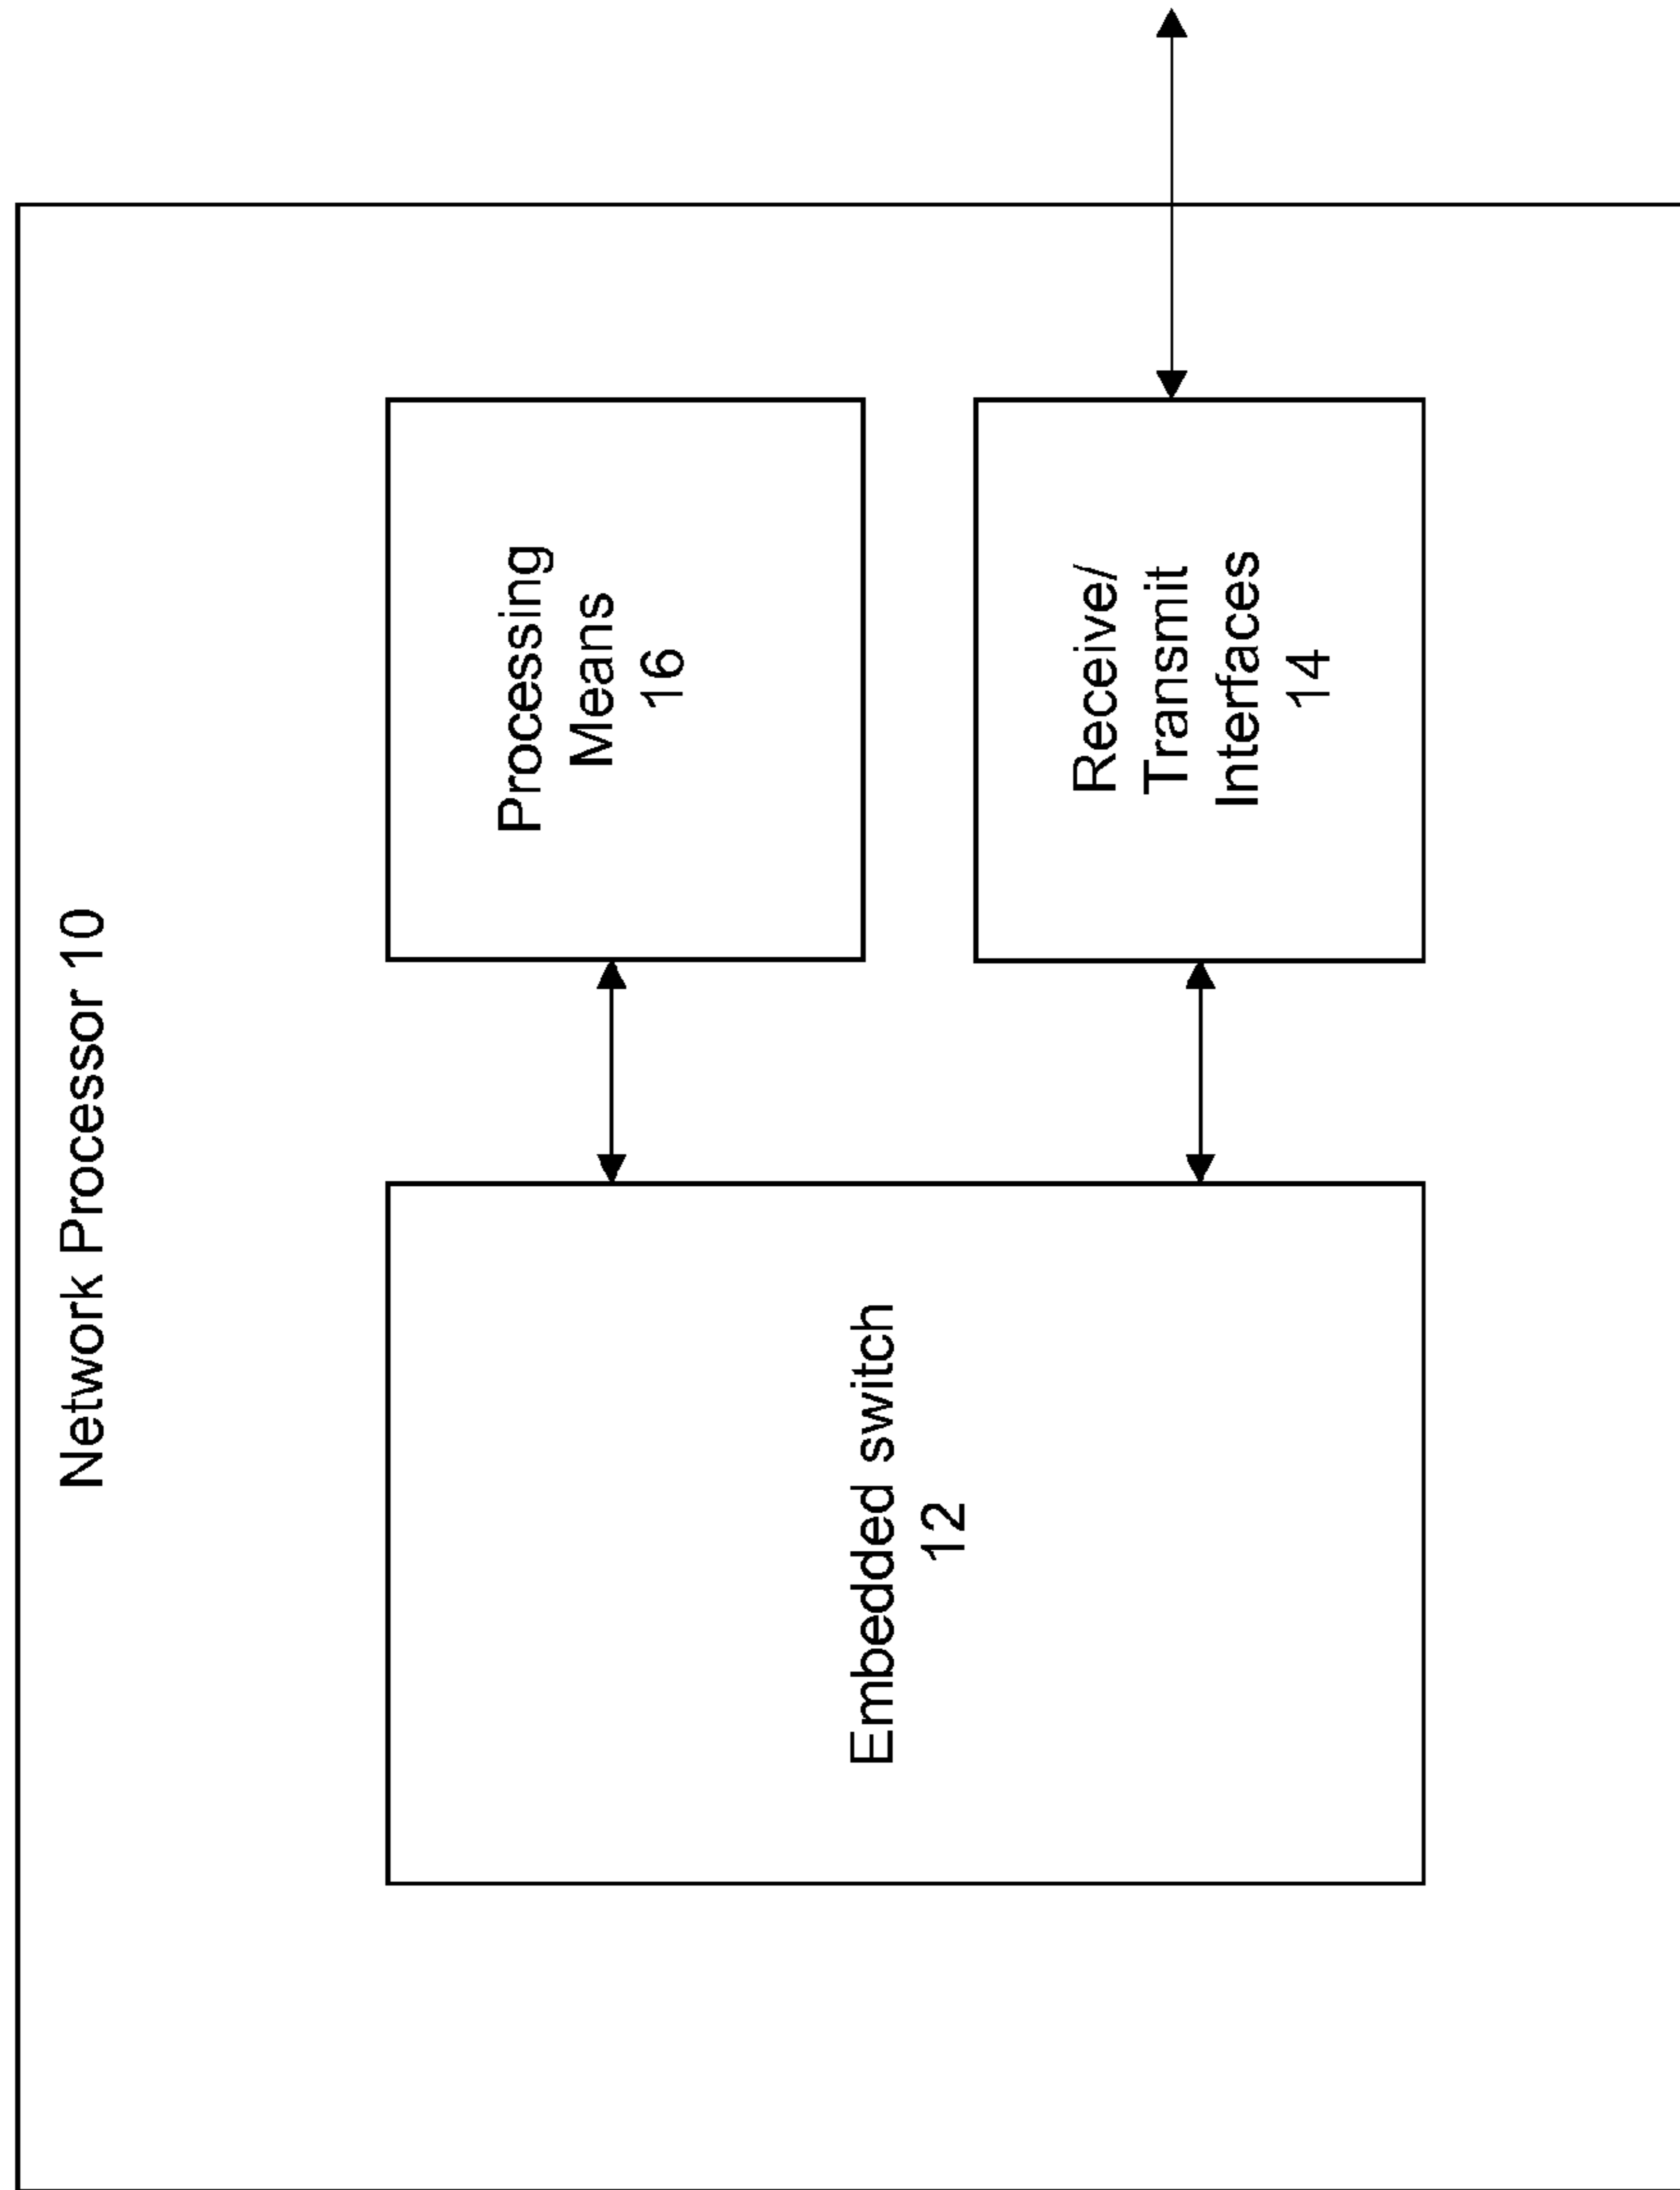 Network Processor 10
Embedded switch
12
Processing
Means
16
Receive/
Transmit
Interfaces
14